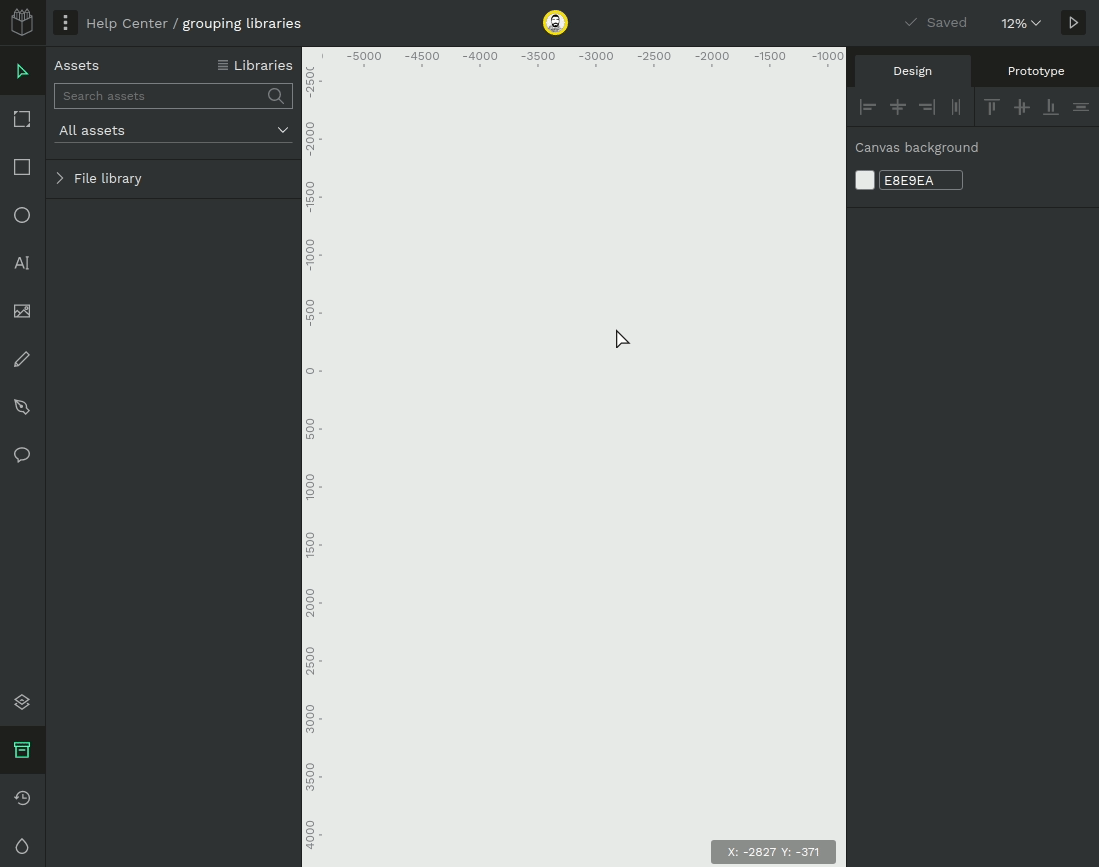 Help Center / grouping libraries
Saved
12%
Assets
Libraries
Search assets
All assets
File library
-5000 -4500 -4000 -3500 -3000 -2500 -2000 -1500 -1000
-2500
-2000
-1500
-1000
-500
0
500
1000
1500
2000
2500
3000
3500
4000
X: -2827 Y: -371
Design
Prototype
Canvas background
E8E9EA